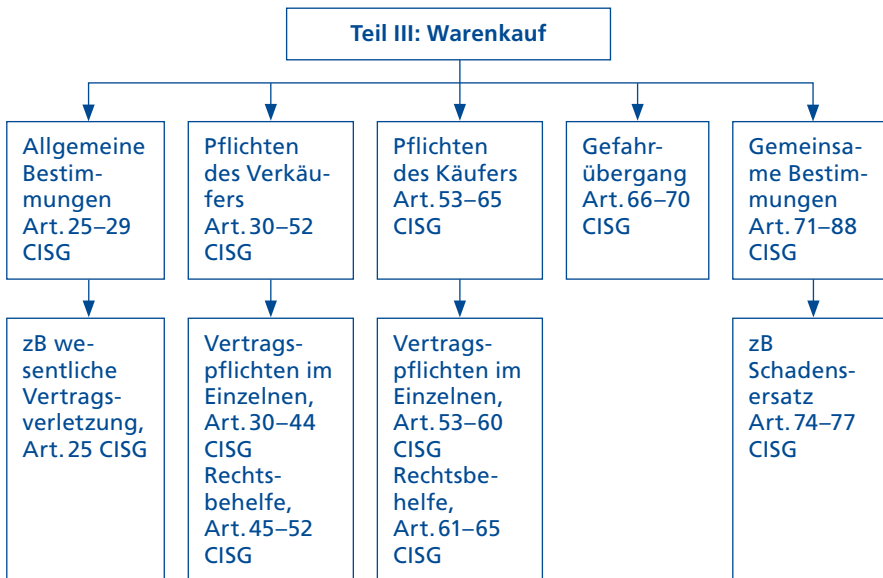 Teil III: Warenkauf
Allgemeine
Bestim-
mungen
Art. 25–29
CISG
Pflichten
des Verkäu-
fers
Art. 30–52
CISG
Pflichten
des Käufers
Art. 53–65
CISG
Gefahr-
übergang
Art. 66–70
CISG
Gemeinsa-
me Bestim-
mungen
Art. 71–88
CISG
zB we-
sentliche
Vertrags-
verletzung,
Art. 25 CISG
Vertrags-
pflichten im
Einzelnen,
Art. 30–44
CISG
Rechts-
behelfe,
Art. 45–52
CISG
Vertrags-
pflichten im
Einzelnen,
Art. 53–60
CISG
Rechtsbe-
helfe,
Art. 61–65
CISG
zB
Schadens-
ersatz
Art. 74–77
CISG